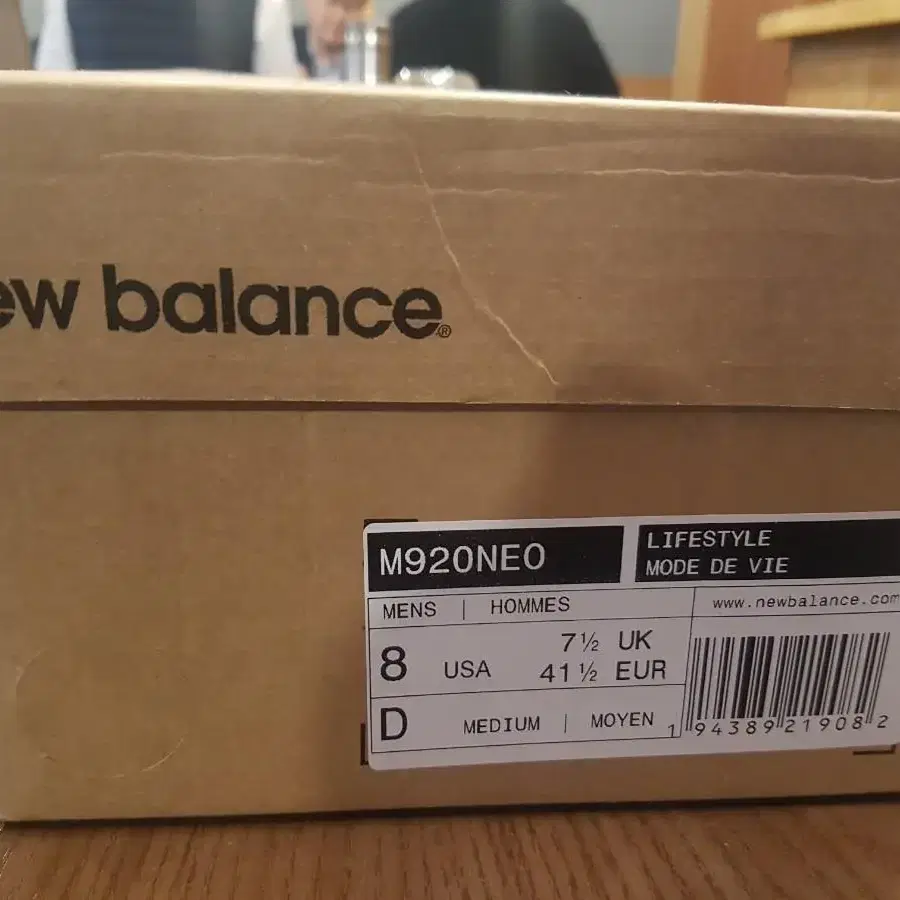 ew balance®
M920NEO
LIFESTYLE
MODE DE VIE
MENS | HOMMES
www.newbalance.com
8 USA 7½ UK
41½ EUR
D MEDIUM | MOYEN
1 94389 21908 2